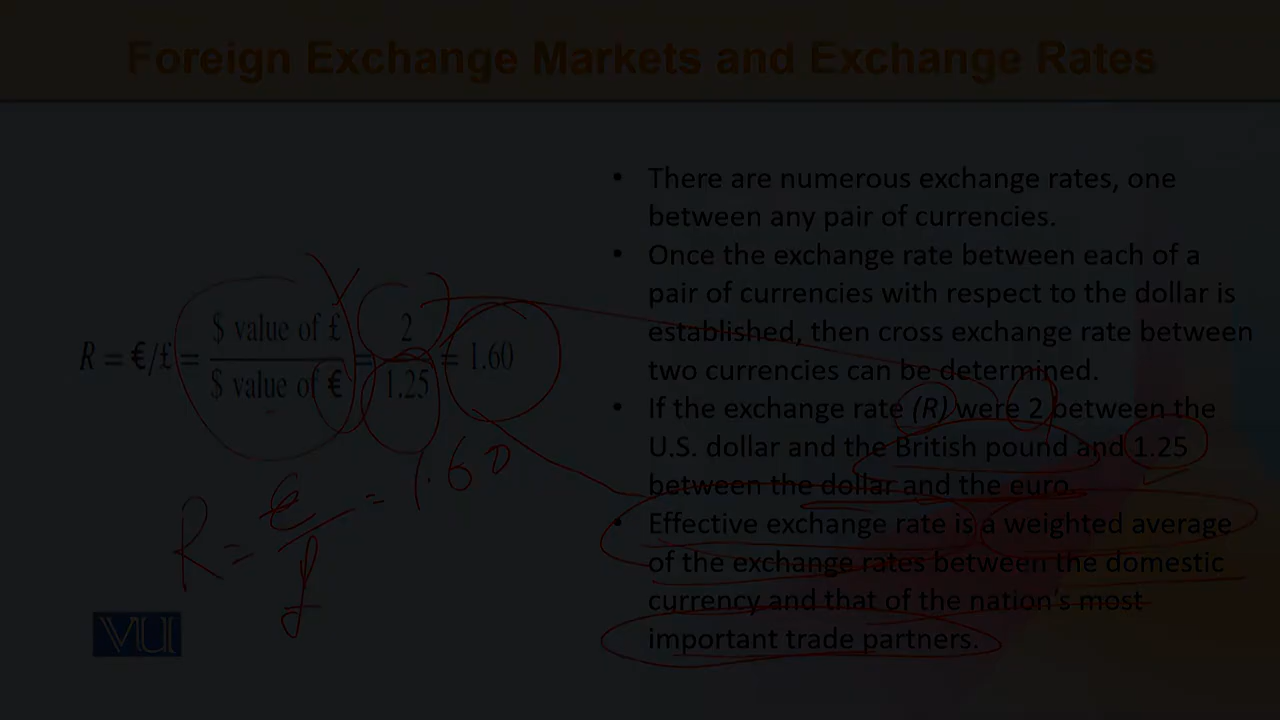 Foreign Exchange Markets and Exchange Rates
R = €/£ = $ value of £ / $ value of € = 2 / 1.25 = 1.60
R = € / £ = 1.60
• There are numerous exchange rates, one
between any pair of currencies.
• Once the exchange rate between each of a
pair of currencies with respect to the dollar is
established, then cross exchange rate between
two currencies can be determined.
• If the exchange rate (R) were 2 between the
U.S. dollar and the British pound and 1.25
between the dollar and the euro.
• Effective exchange rate is a weighted average
of the exchange rates between the domestic
currency and that of the nation's most
important trade partners.
VU